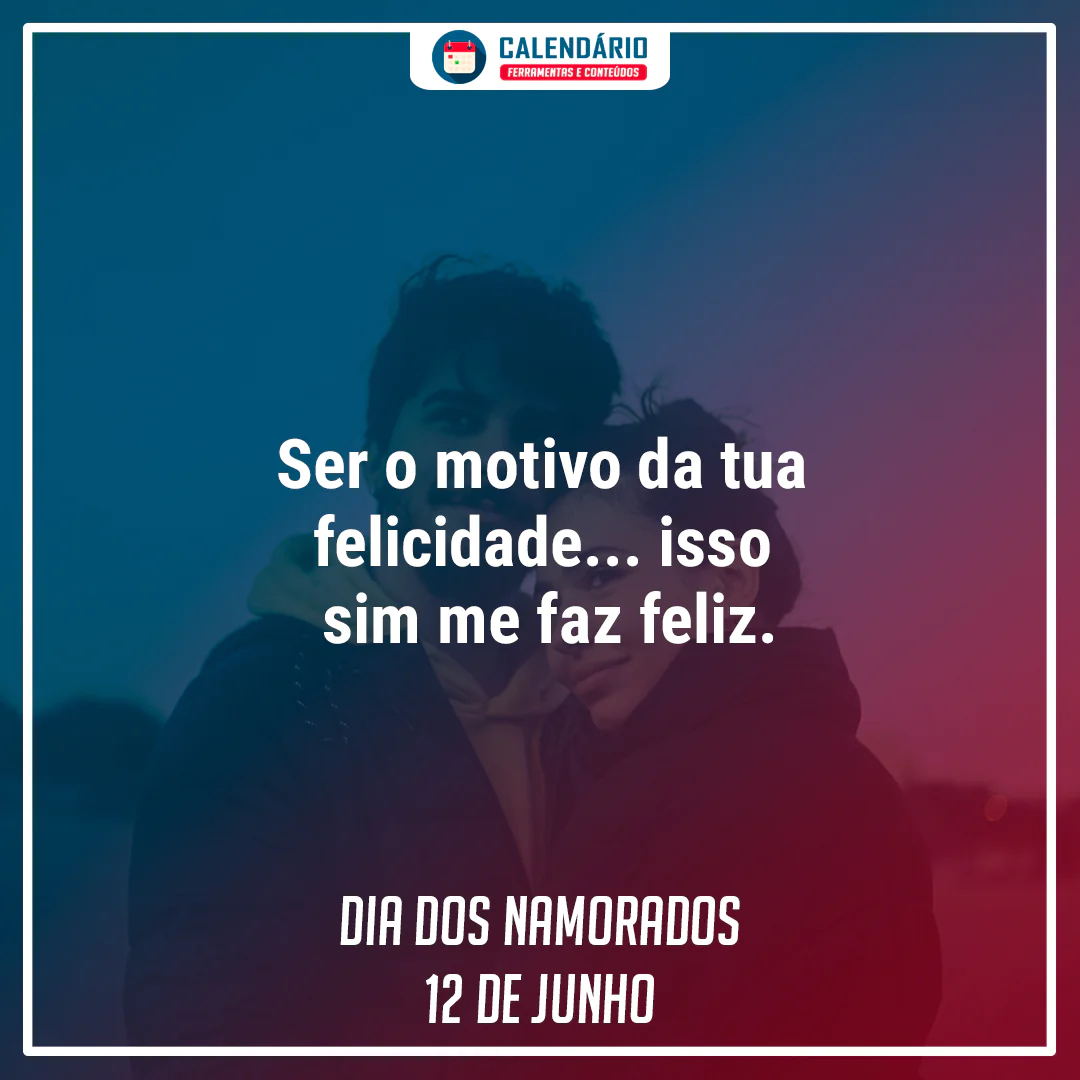 CALENDÁRIO
FERRAMENTAS E CONTEÚDOS
Ser o motivo da tua
felicidade... isso
sim me faz feliz.
DIA DOS NAMORADOS
12 DE JUNHO